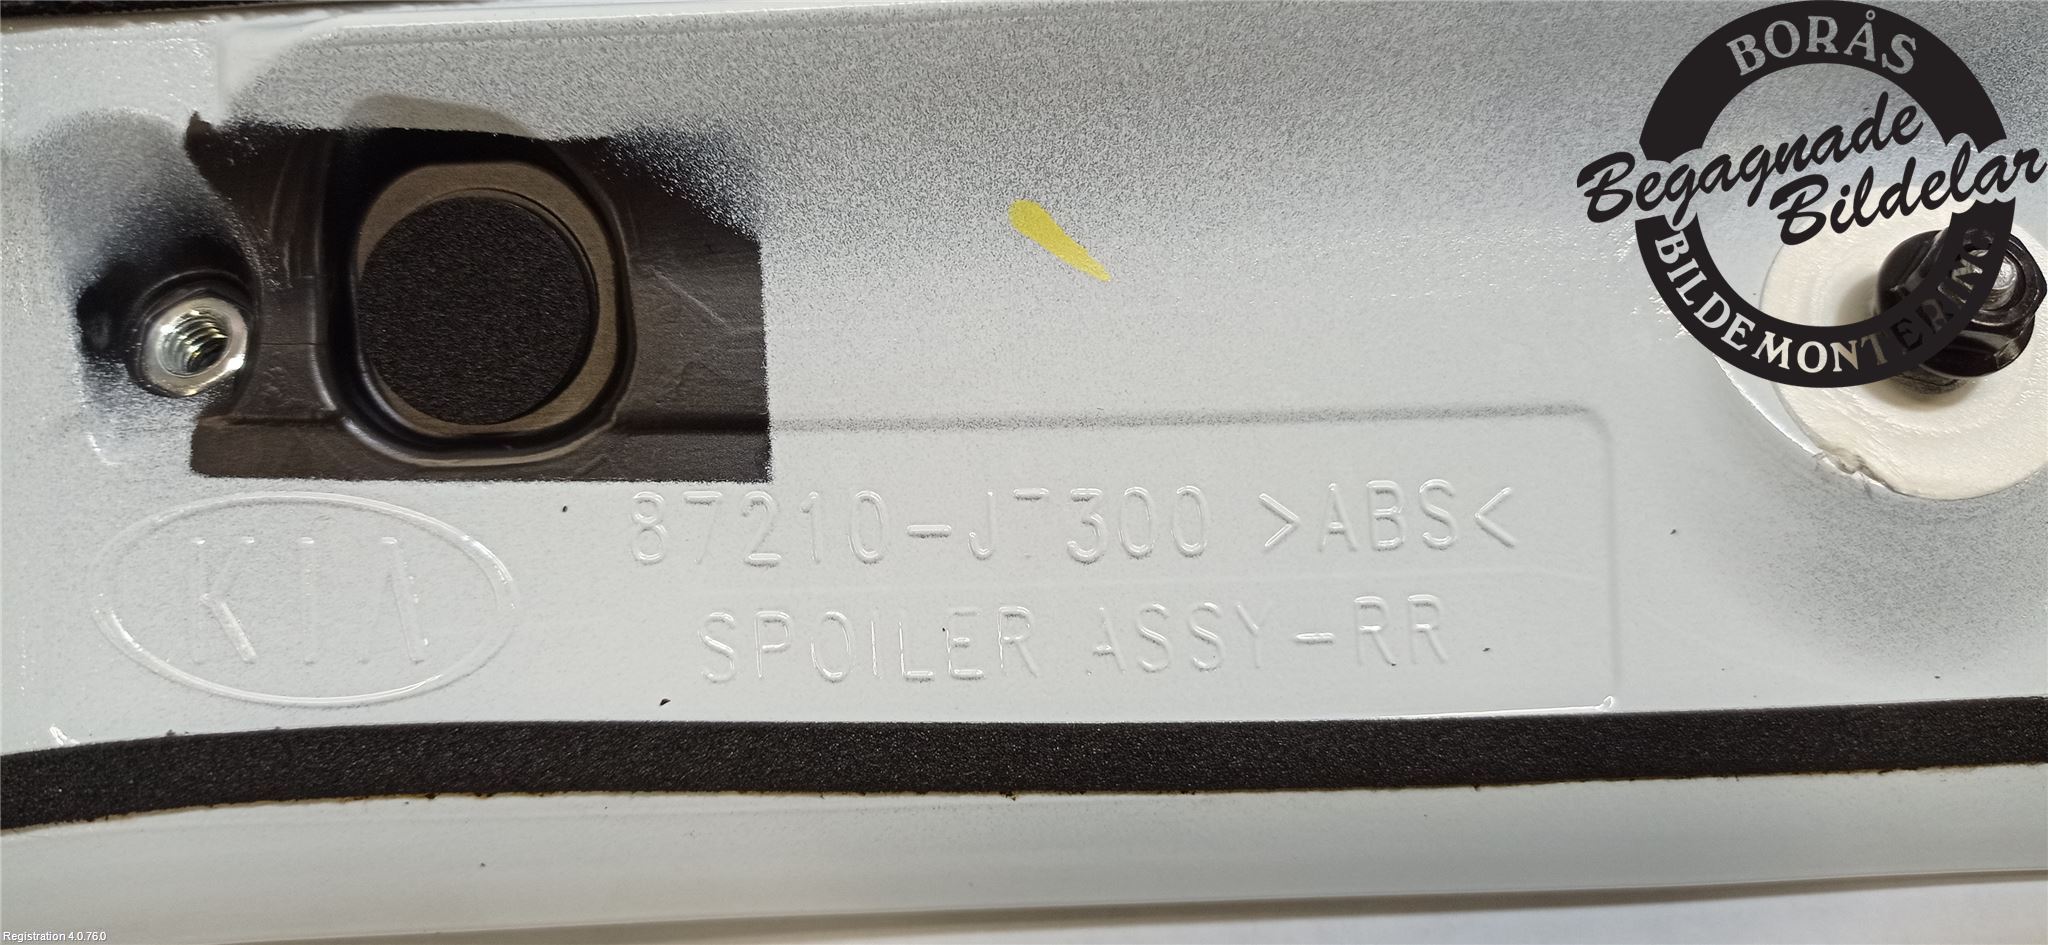 BORÅS
Begagnade
Bildelar
BILDEMONTERING
87210-J7300 >ABS<
KIA
SPOILER ASSY-RR
Registration 4.0.76.0